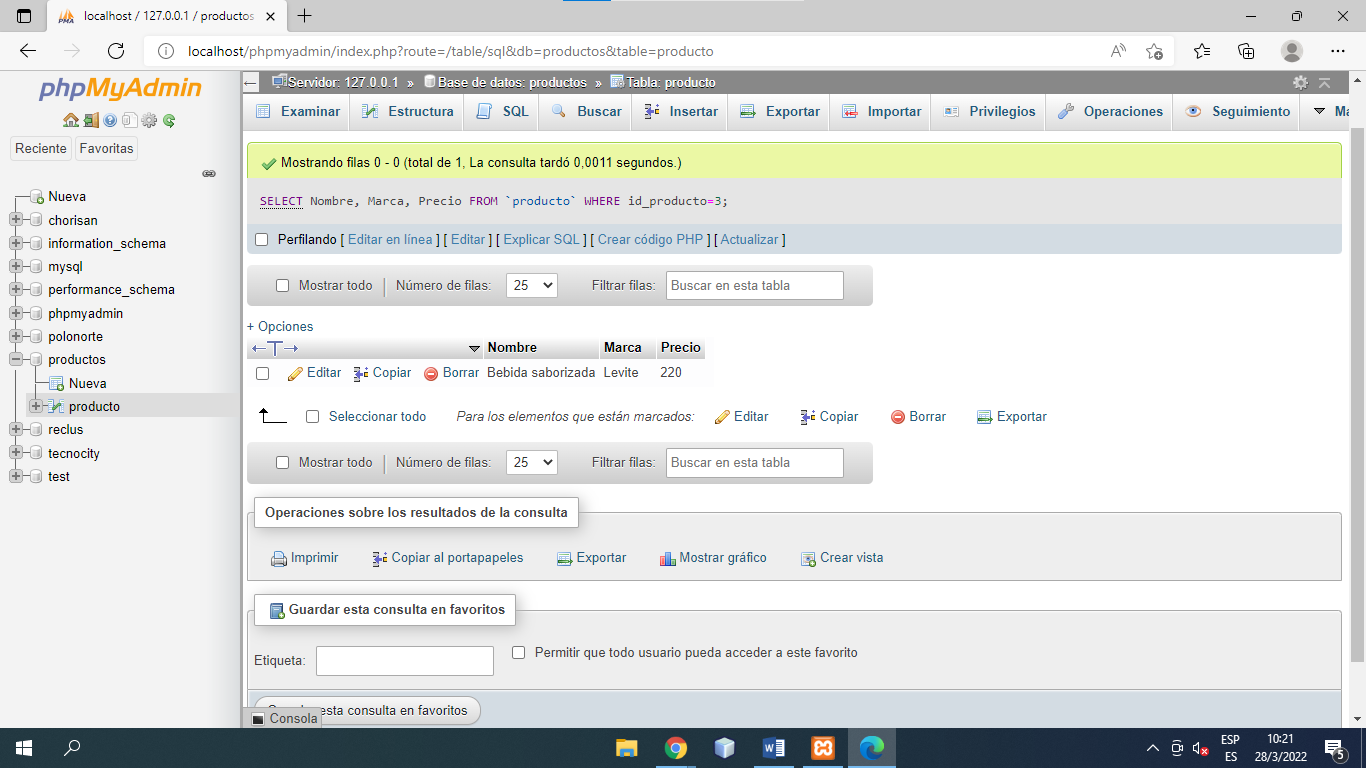 localhost / 127.0.0.1 / productos
localhost/phpmyadmin/index.php?route=/table/sql&db=productos&table=producto
phpMyAdmin
Reciente Favoritas
Nueva
chorisan
information_schema
mysql
performance_schema
phpmyadmin
polonorte
productos
Nueva
producto
reclus
tecnocity
test
Servidor: 127.0.0.1 » Base de datos: productos » Tabla: producto
Examinar Estructura SQL Buscar Insertar Exportar Importar Privilegios Operaciones Seguimiento Má
Mostrando filas 0 - 0 (total de 1, La consulta tardó 0,0011 segundos.)
SELECT Nombre, Marca, Precio FROM `producto` WHERE id_producto=3;
Perfilando [ Editar en línea ] [ Editar ] [ Explicar SQL ] [ Crear código PHP ] [ Actualizar ]
Mostrar todo | Número de filas: 25 Filtrar filas: Buscar en esta tabla
+ Opciones
←T→ Nombre Marca Precio
Editar Copiar Borrar Bebida saborizada Levite 220
Seleccionar todo Para los elementos que están marcados: Editar Copiar Borrar Exportar
Mostrar todo | Número de filas: 25 Filtrar filas: Buscar en esta tabla
Operaciones sobre los resultados de la consulta
Imprimir Copiar al portapapeles Exportar Mostrar gráfico Crear vista
Guardar esta consulta en favoritos
Etiqueta: Permitir que todo usuario pueda acceder a este favorito
esta consulta en favoritos
Consola
ESP 10:21
ES 28/3/2022 5